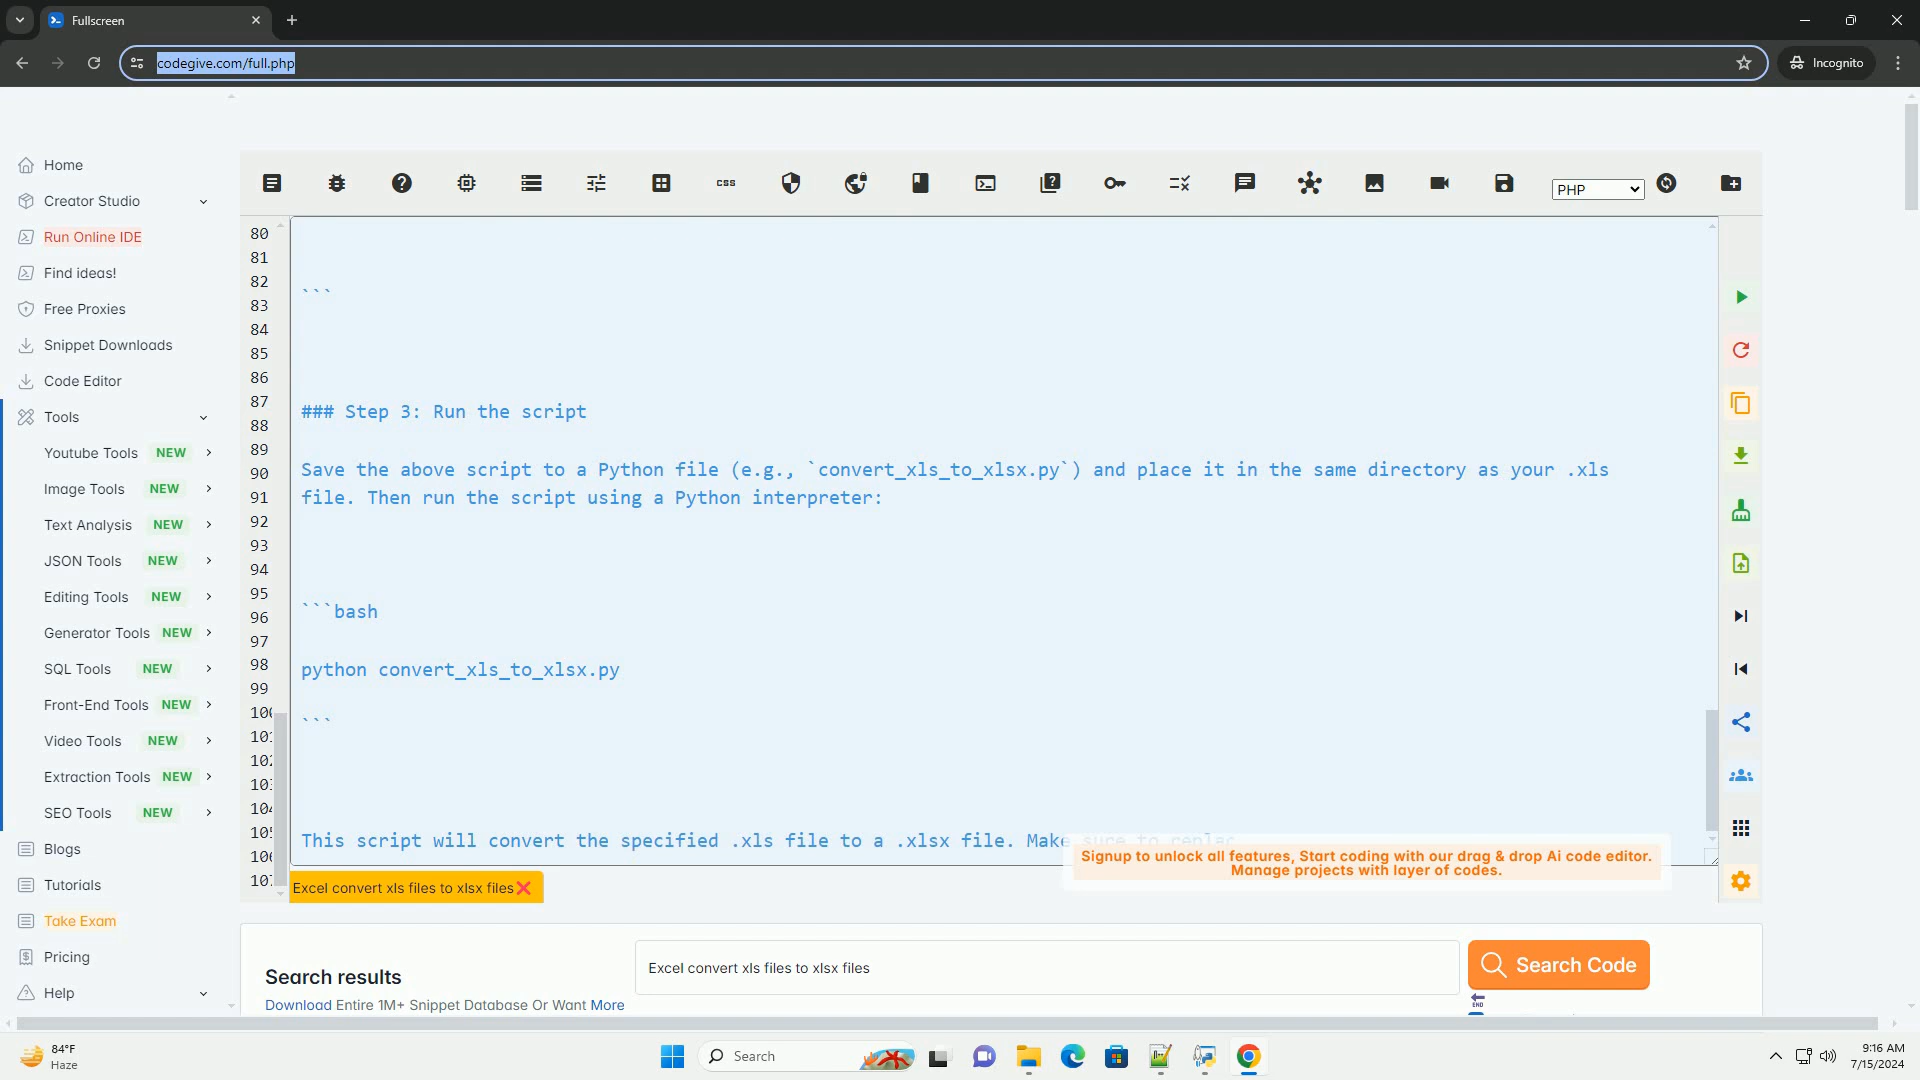 Fullscreen
codegive.com/full.php
Incognito
Home
Creator Studio
Run Online IDE
Find ideas!
Free Proxies
Snippet Downloads
Code Editor
Tools
Youtube Tools NEW
Image Tools NEW
Text Analysis NEW
JSON Tools NEW
Editing Tools NEW
Generator Tools NEW
SQL Tools NEW
Front-End Tools NEW
Video Tools NEW
Extraction Tools NEW
SEO Tools NEW
Blogs
Tutorials
Take Exam
Pricing
Help
css
PHP
80
81
82
83
84
85
86
87
88
89
90
91
92
93
94
95
96
97
98
99
```
### Step 3: Run the script
Save the above script to a Python file (e.g., `convert_xls_to_xlsx.py`) and place it in the same directory as your .xls
file. Then run the script using a Python interpreter:
```bash
python convert_xls_to_xlsx.py
```
This script will convert the specified .xls file to a .xlsx file. Make sure to replac
Signup to unlock all features, Start coding with our drag & drop Ai code editor.
Manage projects with layer of codes.
Excel convert xls files to xlsx files
Search results
Download Entire 1M+ Snippet Database Or Want More
Excel convert xls files to xlsx files
Search Code
END
84°F
Haze
Search
9:16 AM
7/15/2024